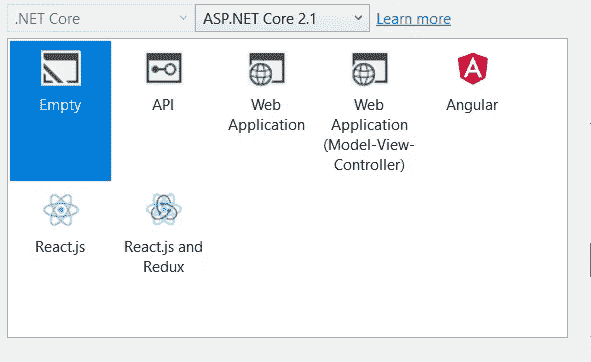 .NET Core ASP.NET Core 2.1 Learn more
Empty API Web Web Angular
Application Application
(Model-View-
Controller)
React.js React.js and
Redux